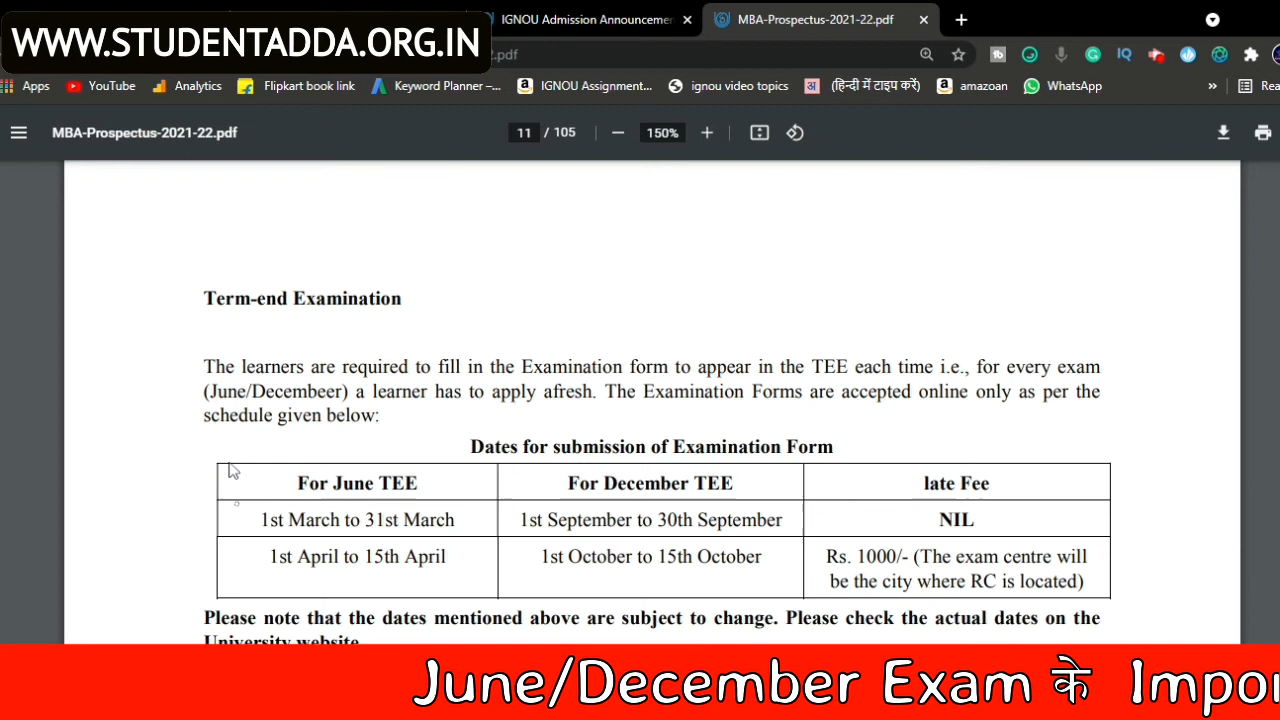 IGNOU Admission Announcemen
MBA-Prospectus-2021-22.pdf
WWW.STUDENTADDA.ORG.IN
.pdf
Apps YouTube Analytics Flipkart book link Keyword Planner –... IGNOU Assignment... ignou video topics (हिन्दी में टाइप करें) amazoan WhatsApp » Rea
MBA-Prospectus-2021-22.pdf 11 / 105 150%
Term-end Examination
The learners are required to fill in the Examination form to appear in the TEE each time i.e., for every exam
(June/Decembeer) a learner has to apply afresh. The Examination Forms are accepted online only as per the
schedule given below:
Dates for submission of Examination Form
For June TEE For December TEE late Fee
1st March to 31st March 1st September to 30th September NIL
1st April to 15th April 1st October to 15th October Rs. 1000/- (The exam centre will
be the city where RC is located)
Please note that the dates mentioned above are subject to change. Please check the actual dates on the
University website.
June/December Exam के Impor